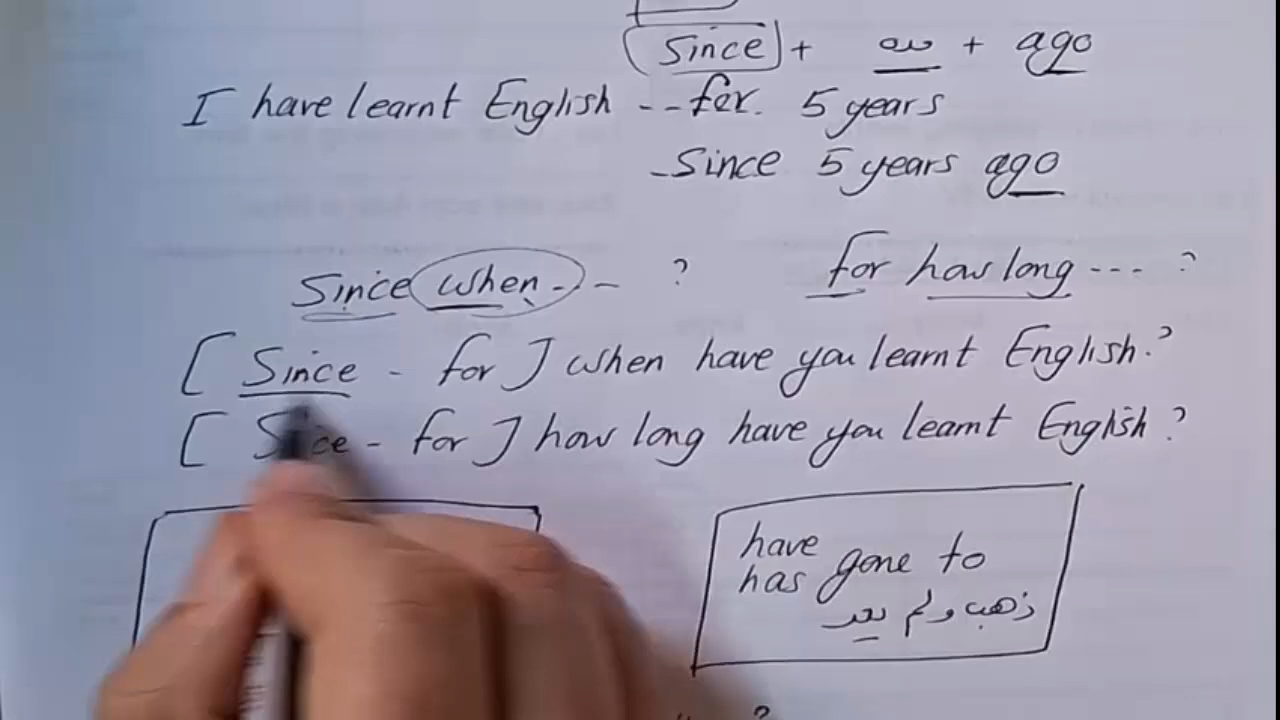 Since + مدة + ago
I have learnt English -- for. 5 years
- Since 5 years ago
Since when - - ?
for how long --- ?
[ Since - for ] when have you learnt English.?
[ - for ] how long have you learnt English ?
have
has gone to
ذهب ولم يعد
?